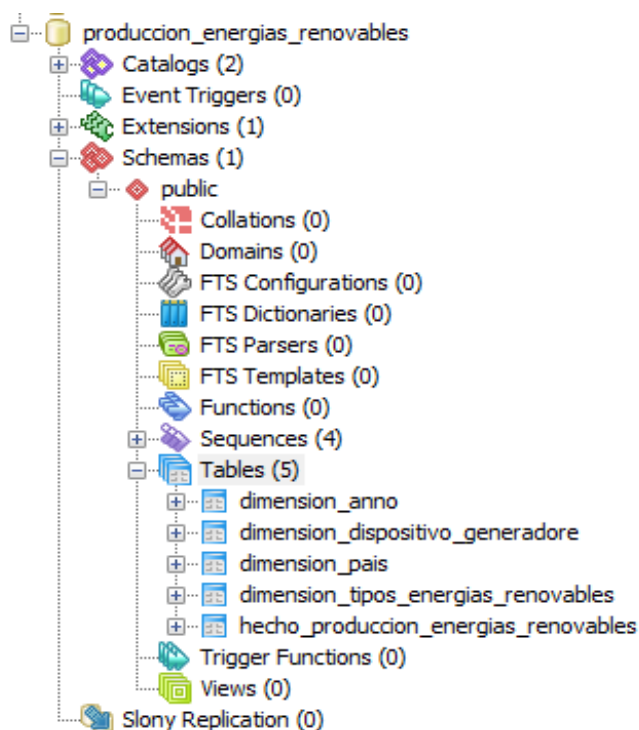 produccion_energias_renovables
Catalogs (2)
Event Triggers (0)
Extensions (1)
Schemas (1)
public
Collations (0)
Domains (0)
FTS Configurations (0)
FTS Dictionaries (0)
FTS Parsers (0)
FTS Templates (0)
Functions (0)
Sequences (4)
Tables (5)
dimension_anno
dimension_dispositivo_generadore
dimension_pais
dimension_tipos_energias_renovables
hecho_produccion_energias_renovables
Trigger Functions (0)
Views (0)
Slony Replication (0)